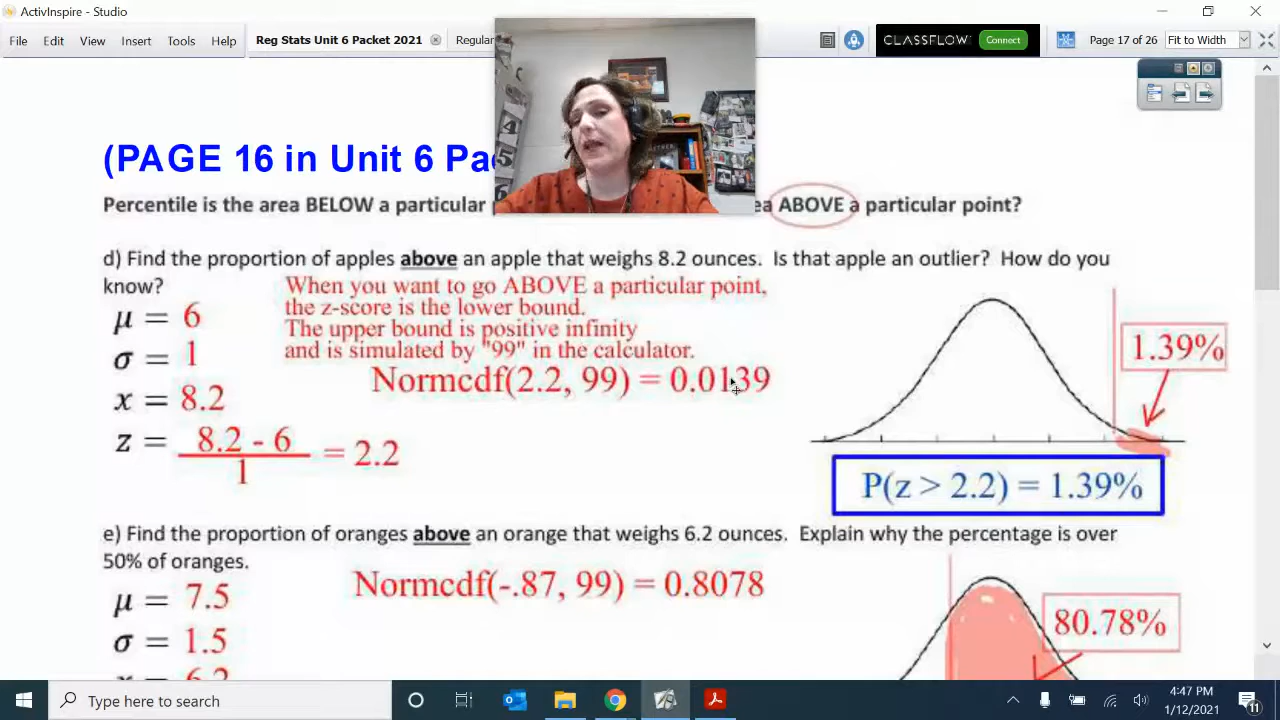 ActivInspire - Studio
File Edit View Insert Tools Help Reg Stats Unit 6 Packet 2021 Regular
CLASSFLOW Connect Page 17 of 26 Fit to Width
(PAGE 16 in Unit 6
Percentile is the area BELOW a particular
ABOVE a particular point?
d) Find the proportion of apples above an apple that weighs 8.2 ounces. Is that apple an outlier? How do you
know?
When you want to go ABOVE a particular point,
the z-score is the lower bound.
The upper bound is positive infinity
and is simulated by "99" in the calculator.
Normcdf(2.2, 99) = 0.0139
μ = 6
σ = 1
x = 8.2
z = 8.2 - 6
1
= 2.2
1.39%
P(z > 2.2) = 1.39%
e) Find the proportion of oranges above an orange that weighs 6.2 ounces. Explain why the percentage is over
50% of oranges.
Normcdf(-.87, 99) = 0.8078
μ = 7.5
σ = 1.5
80.78%
Type here to search
4:47 PM
1/12/2021
11